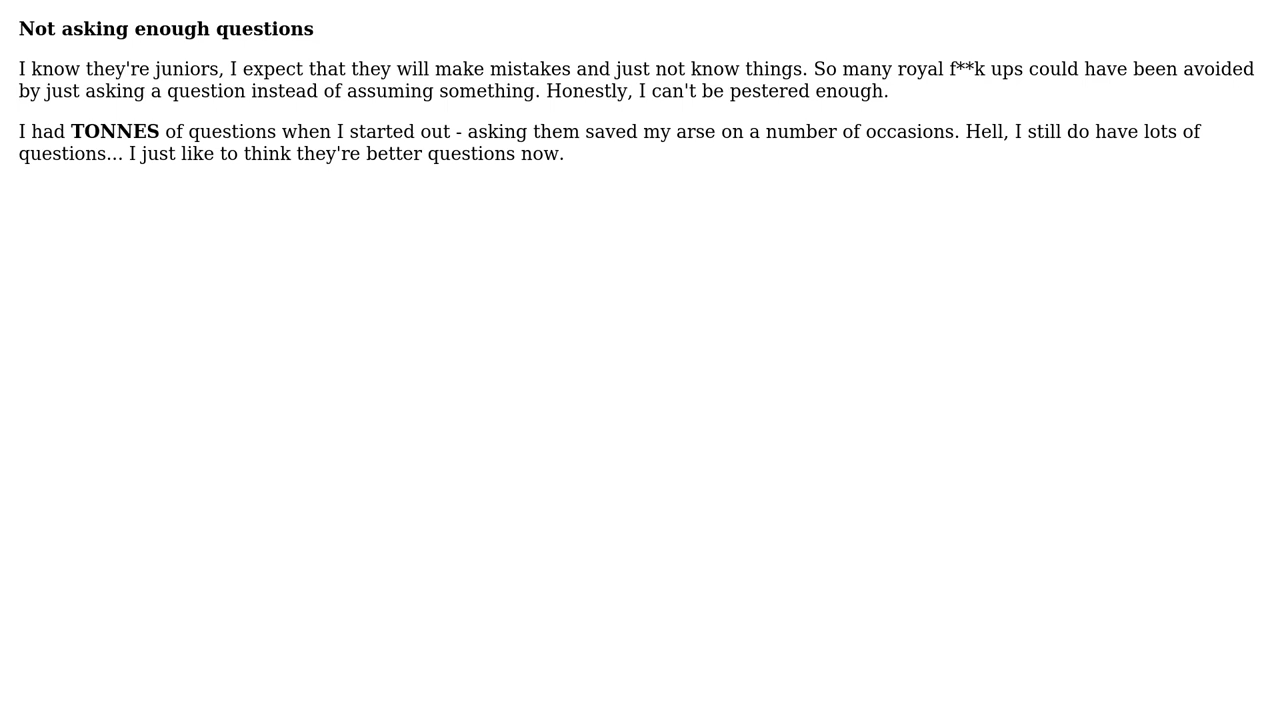 Not asking enough questions
I know they're juniors, I expect that they will make mistakes and just not know things. So many royal f**k ups could have been avoided
by just asking a question instead of assuming something. Honestly, I can't be pestered enough.
I had TONNES of questions when I started out - asking them saved my arse on a number of occasions. Hell, I still do have lots of
questions... I just like to think they're better questions now.